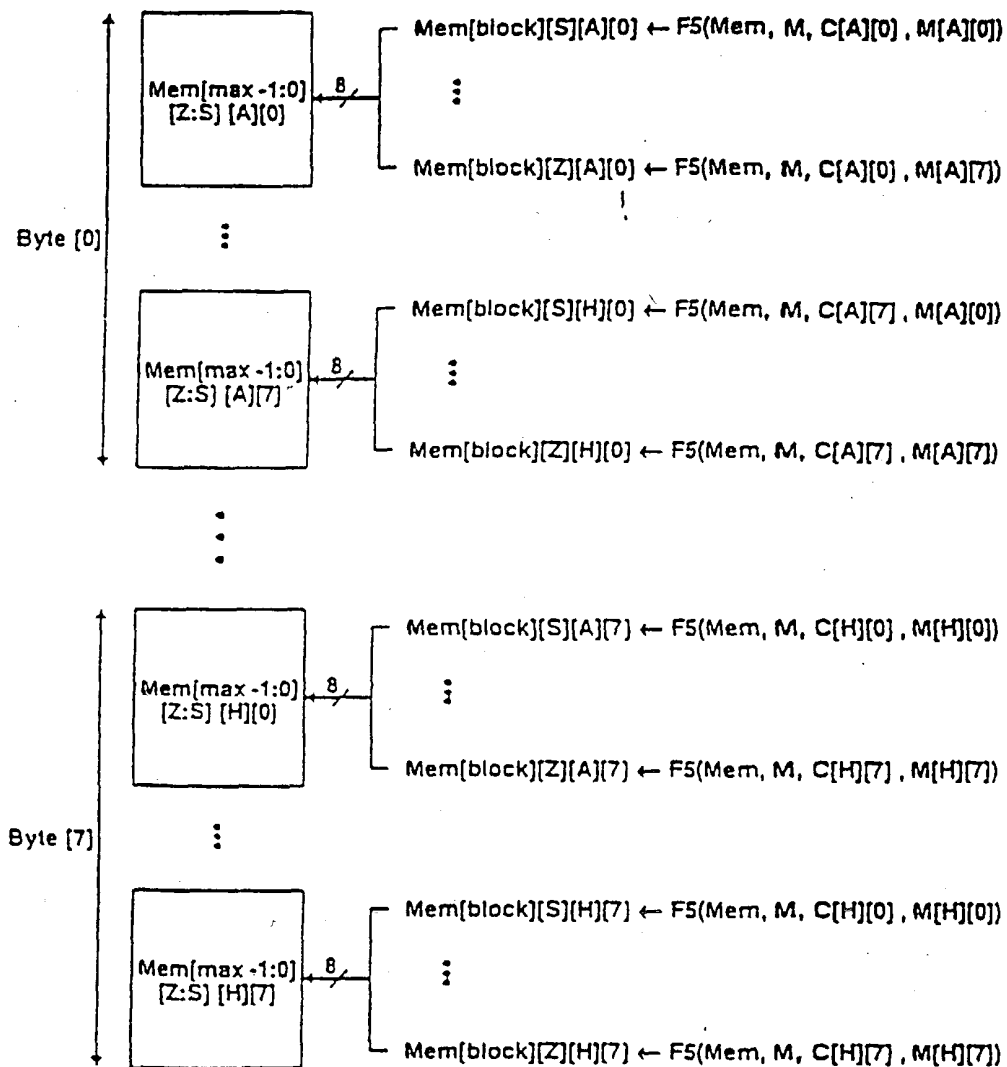 Mem[block][S][A][0] ← F5(Mem, M, C[A][0] , M[A][0])
Mem[max -1:0]
[Z:S] [A][0]
8
Mem[block][Z][A][0] ← F5(Mem, M, C[A][0] , M[A][7])
Byte [0]
Mem[block][S][H][0] ← F5(Mem, M, C[A][7] , M[A][0])
Mem[max -1:0]
[Z:S] [A][7]
8
Mem[block][Z][H][0] ← F5(Mem, M, C[A][7] , M[A][7])
Mem[block][S][A][7] ← F5(Mem, M, C[H][0] , M[H][0])
Mem[max -1:0]
[Z:S] [H][0]
8
Mem[block][Z][A][7] ← F5(Mem, M, C[H][7] , M[H][7])
Byte [7]
Mem[block][S][H][7] ← F5(Mem, M, C[H][0] , M[H][0])
Mem[max -1:0]
[Z:S] [H][7]
8
Mem[block][Z][H][7] ← F5(Mem, M, C[H][7] , M[H][7])